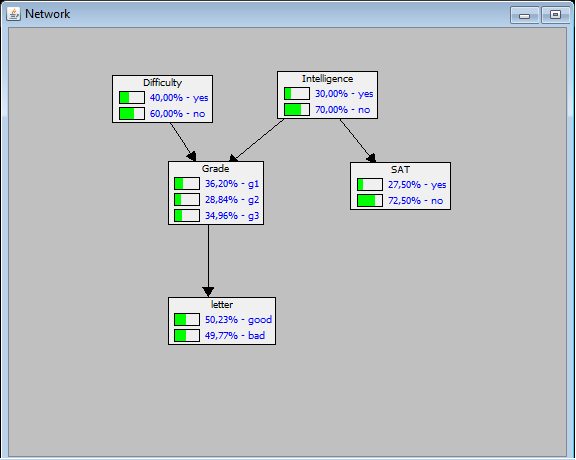 Network
Difficulty
40,00% - yes
60,00% - no
Intelligence
30,00% - yes
70,00% - no
Grade
36,20% - g1
28,84% - g2
34,96% - g3
SAT
27,50% - yes
72,50% - no
letter
50,23% - good
49,77% - bad